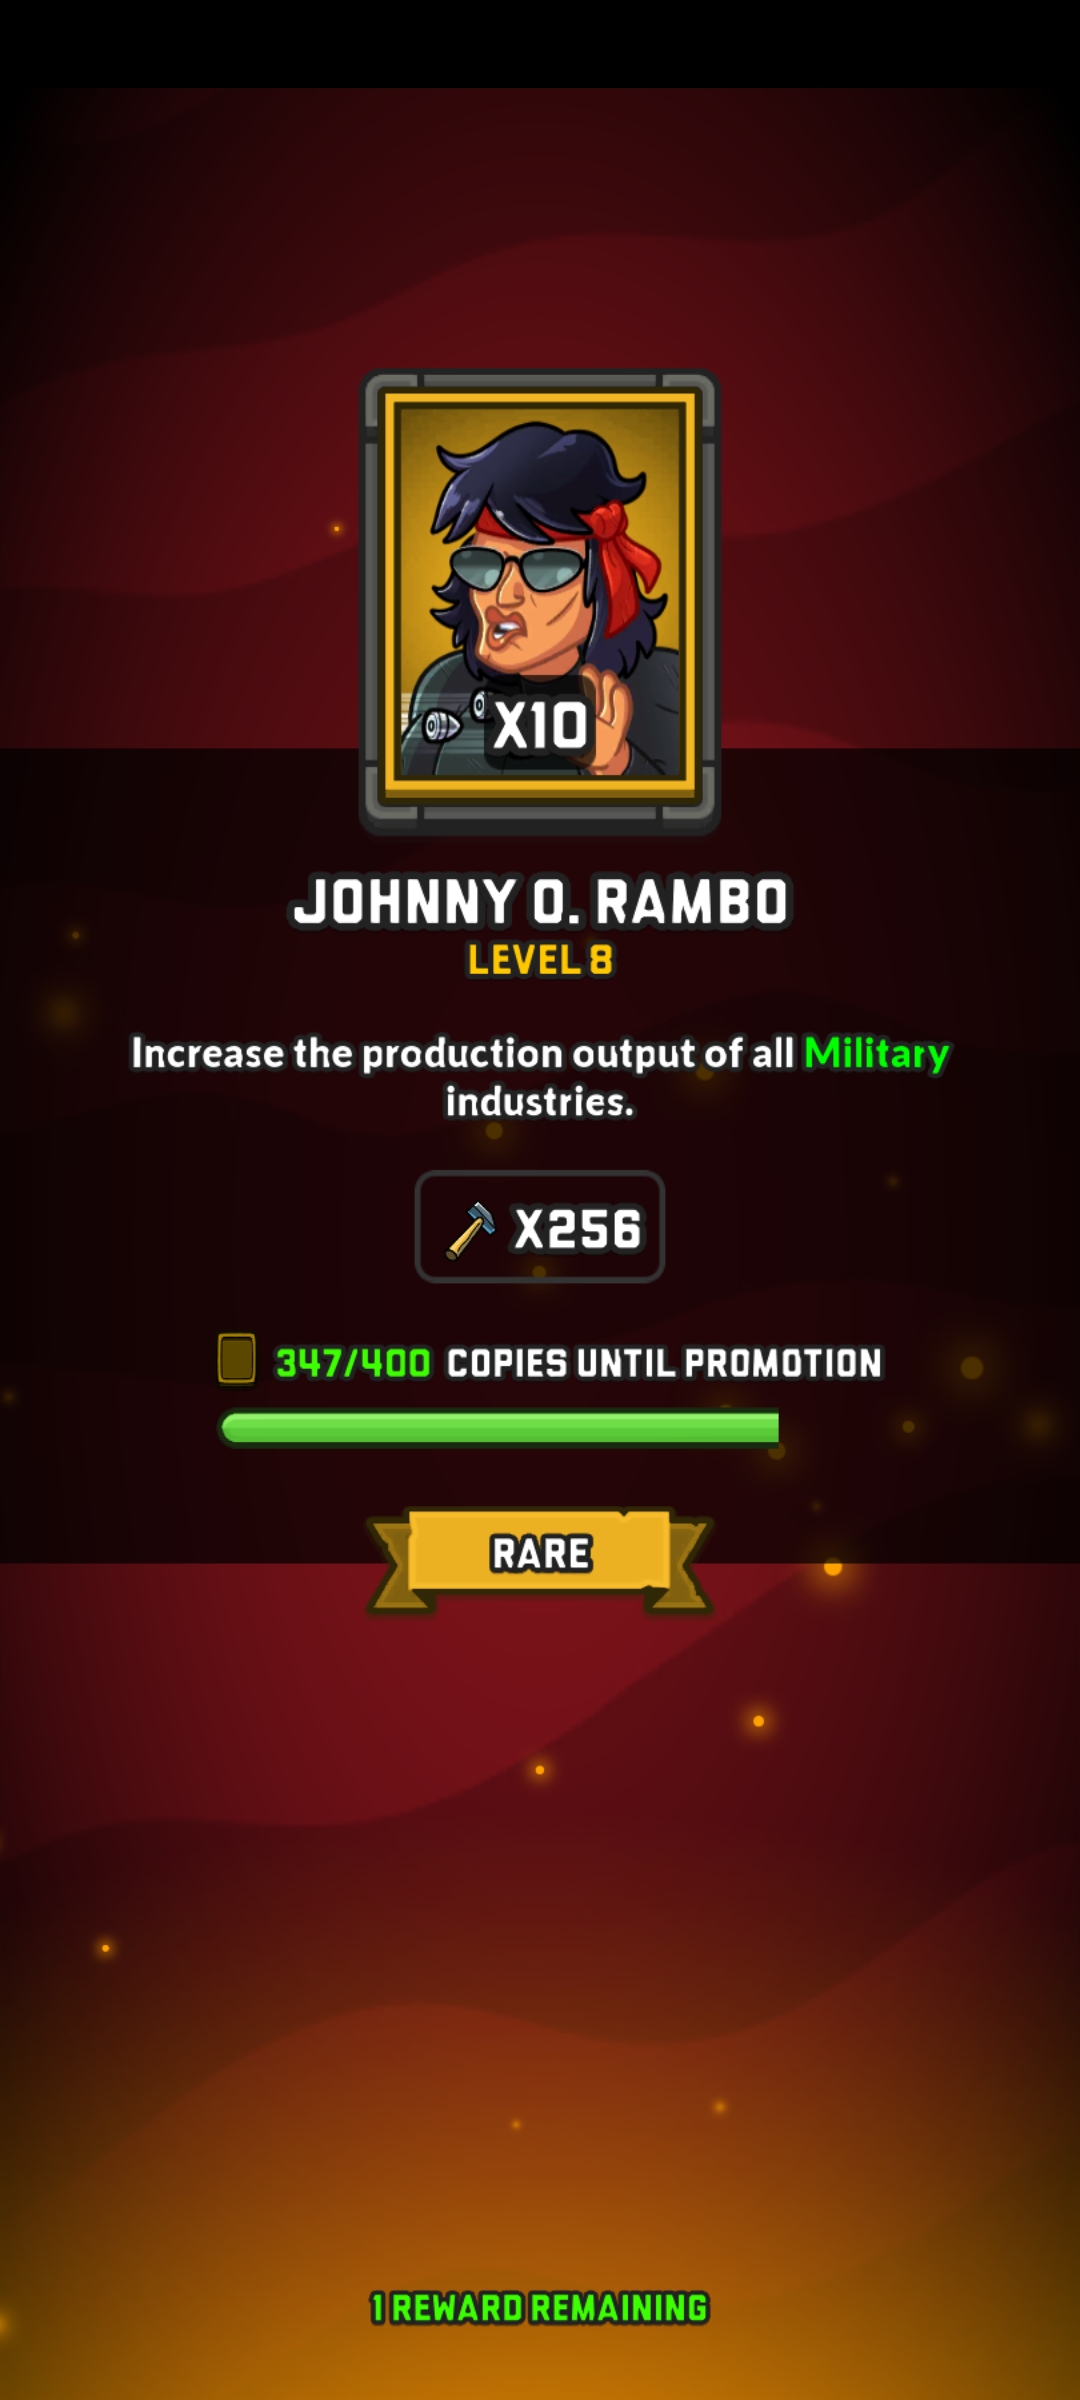 X10
JOHNNY O. RAMBO
LEVEL 8
Increase the production output of all Military
industries.
X256
347/400 COPIES UNTIL PROMOTION
RARE
1 REWARD REMAINING